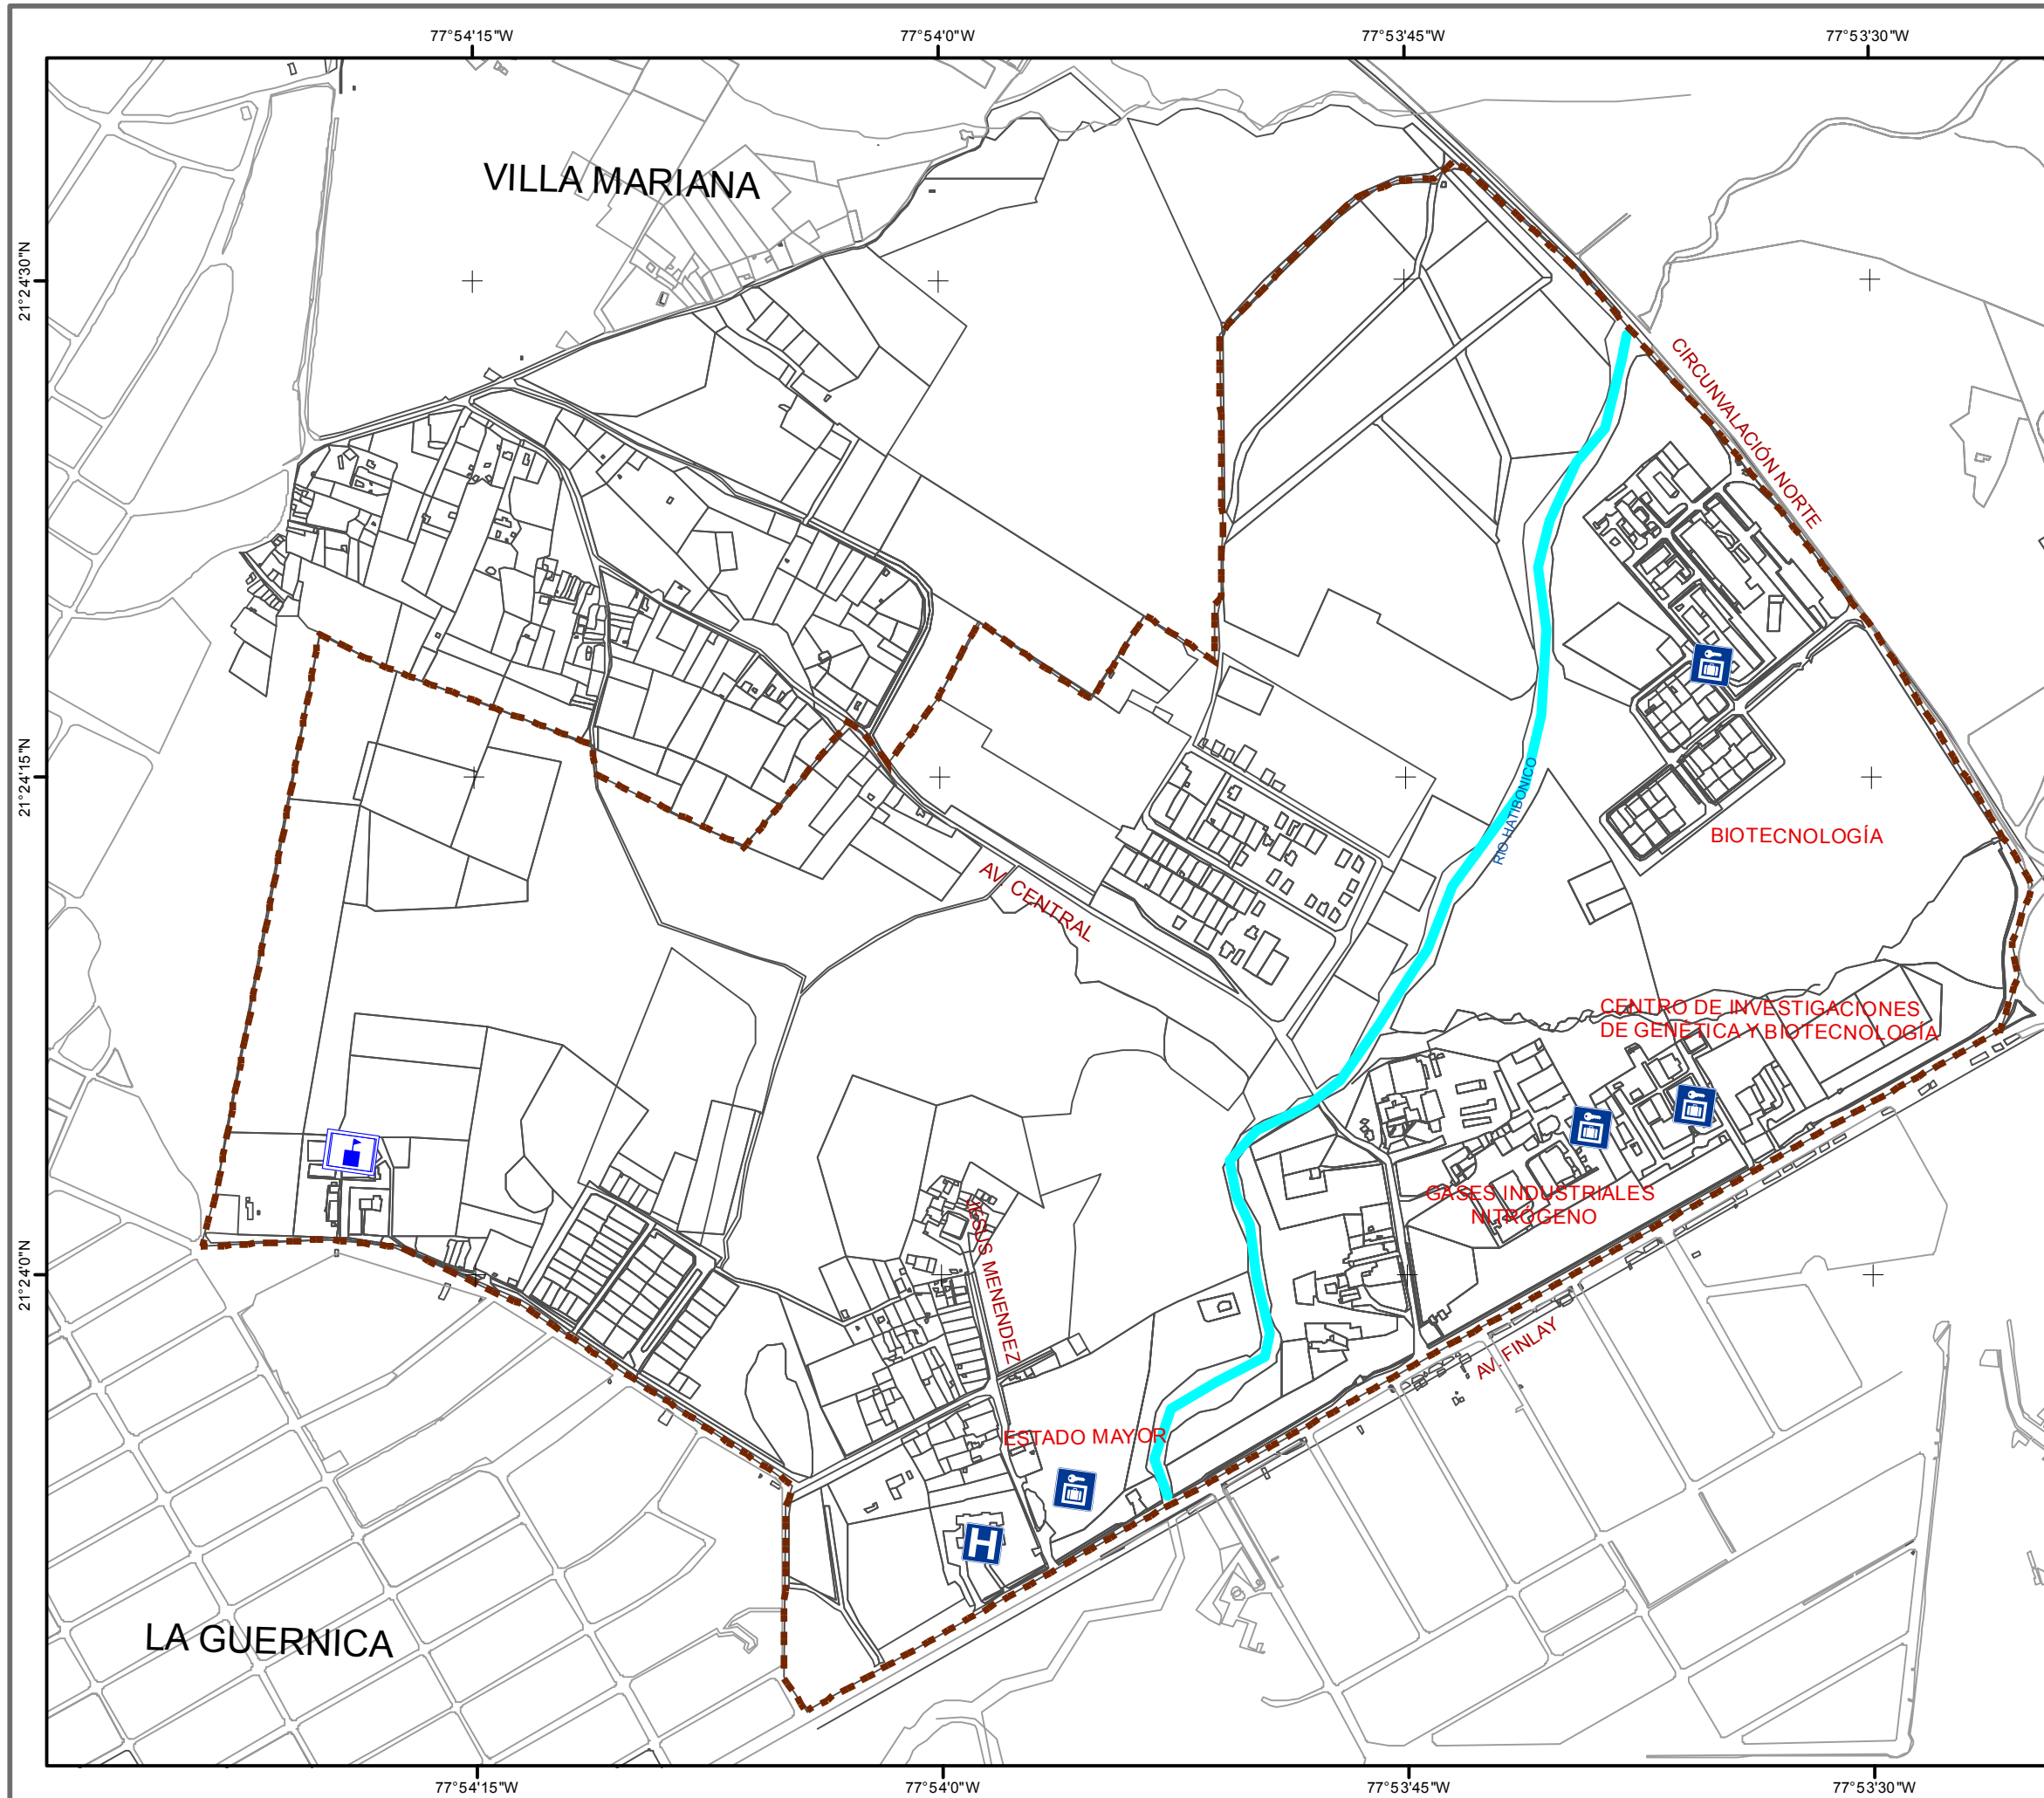 77°54'15"W
77°54'0"W
77°53'45"W
77°53'30"W
VILLA MARIANA
21°24'30"N
CIRCUNVALACIÓN NORTE
21°24'15"N
RIO HATIBONICO
BIOTECNOLOGÍA
AV. CENTRAL
CENTRO DE INVESTIGACIONES
DE GENÉTICA Y BIOTECNOLOGÍA
GASES INDUSTRIALES
NITRÓGENO
JESUS MENENDEZ
21°24'0"N
AV. FINLAY
ESTADO MAYOR
H
LA GUERNICA
77°54'15"W
77°54'0"W
77°53'45"W
77°53'30"W